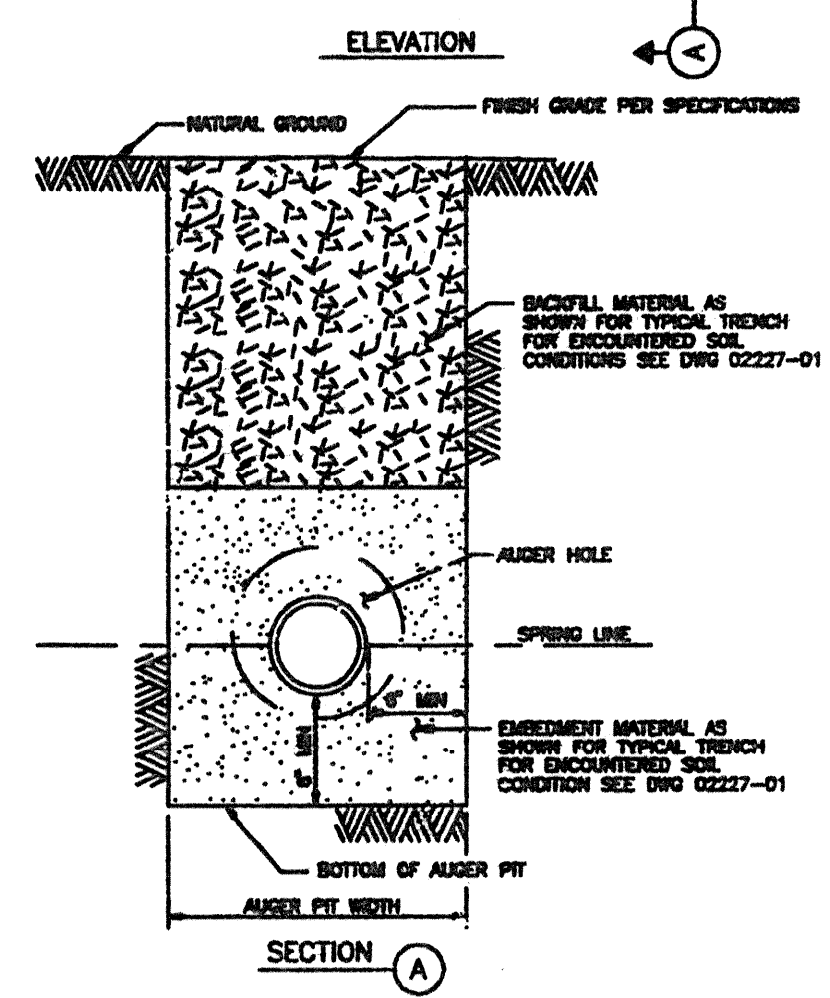 ELEVATION
A
NATURAL GROUND
FINISH GRADE PER SPECIFICATIONS
BACKFILL MATERIAL AS
SHOWN FOR TYPICAL TRENCH
FOR ENCOUNTERED SOIL
CONDITIONS SEE DWG 02227-01
AUGER HOLE
SPRING LINE
6" MIN
6" MIN
EMBEDMENT MATERIAL AS
SHOWN FOR TYPICAL TRENCH
FOR ENCOUNTERED SOIL
CONDITION SEE DWG 02227-01
BOTTOM OF AUGER PIT
AUGER PIT WIDTH
SECTION A